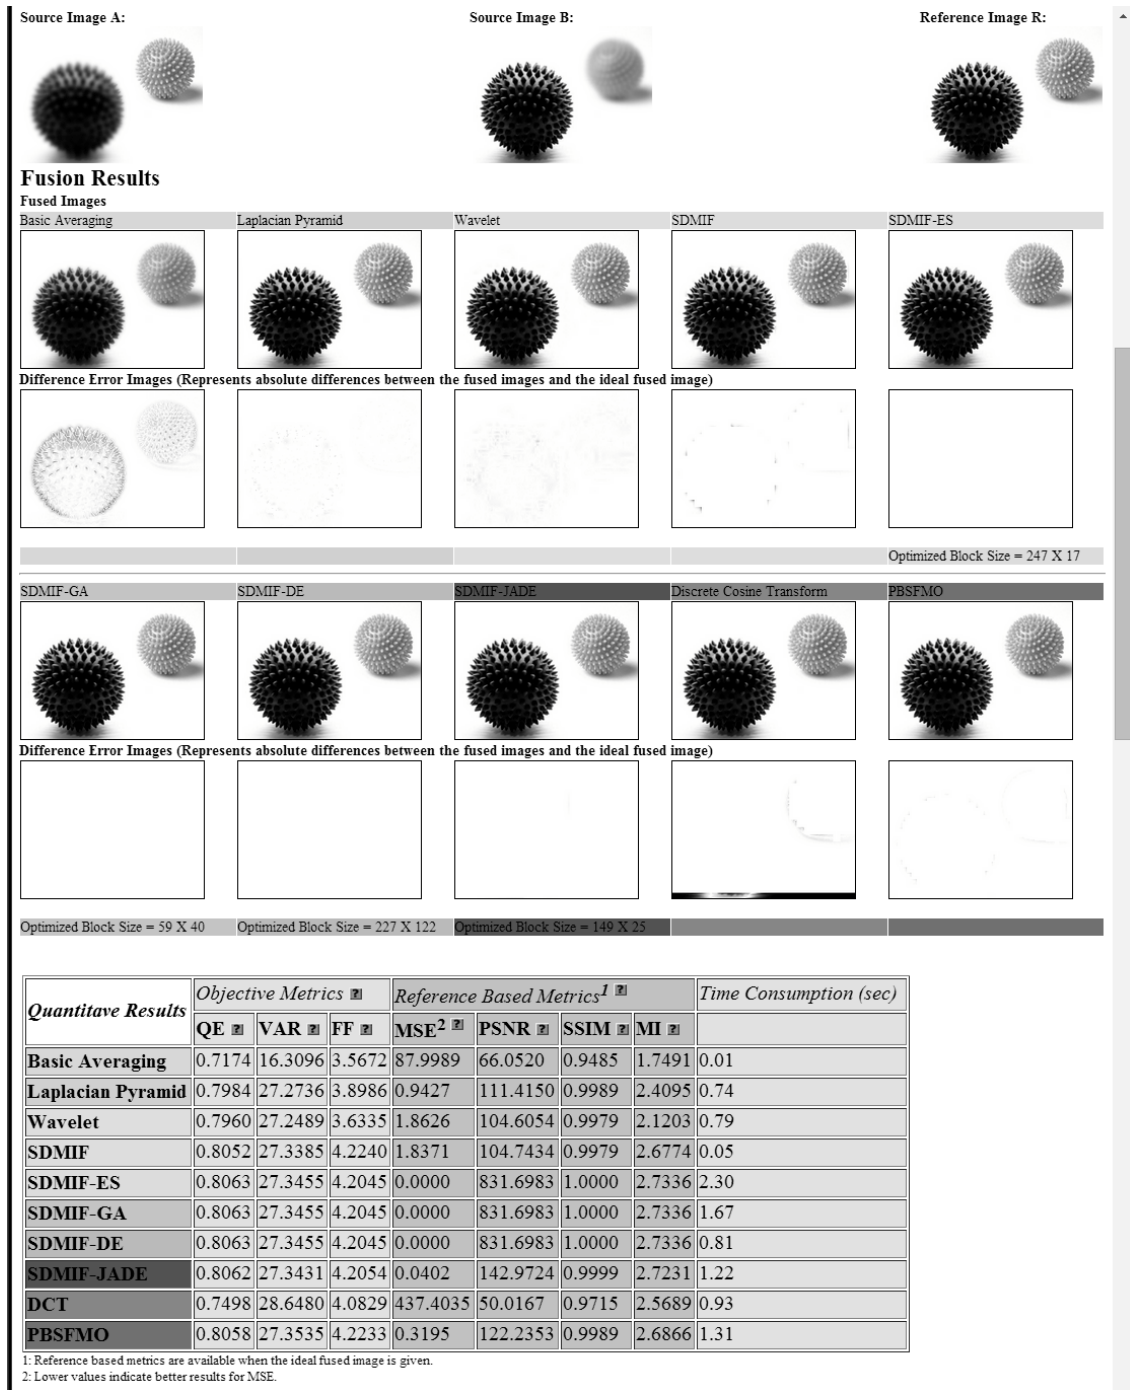 Source Image A: Source Image B: Reference Image R:
Fusion Results
Fused Images
Basic Averaging Laplacian Pyramid Wavelet SDMIF SDMIF-ES
Difference Error Images (Represents absolute differences between the fused images and the ideal fused image)
Optimized Block Size = 247 X 17
SDMIF-GA SDMIF-DE SDMIF-JADE Discrete Cosine Transform PBSFMO
Difference Error Images (Represents absolute differences between the fused images and the ideal fused image)
Optimized Block Size = 59 X 40 Optimized Block Size = 227 X 122 Optimized Block Size = 149 X 25
Quantitave Results Objective Metrics ? Reference Based Metrics1 ? Time Consumption (sec)
QE ? VAR ? FF ? MSE2 ? PSNR ? SSIM ? MI ?
Basic Averaging 0.7174 16.3096 3.5672 87.9989 66.0520 0.9485 1.7491 0.01
Laplacian Pyramid 0.7984 27.2736 3.8986 0.9427 111.4150 0.9989 2.4095 0.74
Wavelet 0.7960 27.2489 3.6335 1.8626 104.6054 0.9979 2.1203 0.79
SDMIF 0.8052 27.3385 4.2240 1.8371 104.7434 0.9979 2.6774 0.05
SDMIF-ES 0.8063 27.3455 4.2045 0.0000 831.6983 1.0000 2.7336 2.30
SDMIF-GA 0.8063 27.3455 4.2045 0.0000 831.6983 1.0000 2.7336 1.67
SDMIF-DE 0.8063 27.3455 4.2045 0.0000 831.6983 1.0000 2.7336 0.81
SDMIF-JADE 0.8062 27.3431 4.2054 0.0402 142.9724 0.9999 2.7231 1.22
DCT 0.7498 28.6480 4.0829 437.4035 50.0167 0.9715 2.5689 0.93
PBSFMO 0.8058 27.3535 4.2233 0.3195 122.2353 0.9989 2.6866 1.31
1: Reference based metrics are available when the ideal fused image is given.
2: Lower values indicate better results for MSE.